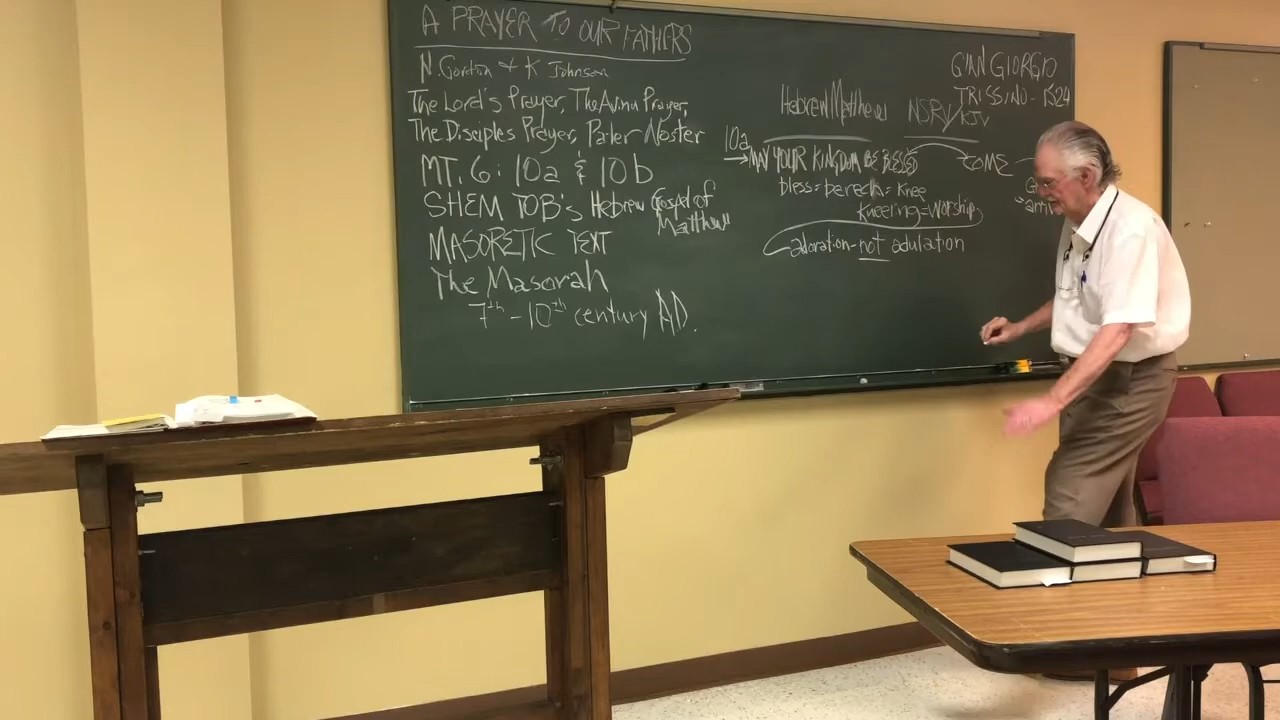 A PRAYER TO OUR FATHERS
N. Gordon & K Johnson
The Lord's Prayer, The Avinu Prayer,
The Disciples Prayer, Pater Noster
MT. 6: 10a & 10b
SHEM TOB's Hebrew Gospel of
Matthew"
MASORETIC TEXT
The Masorah
7th - 10th century AD.
Hebrew Matthew
NSRV/KJV
10a
MAY YOUR KINGDOM BE BLESSED
COME
bless = berech = knee
kneering = worship
adoration - not adulation
GIAN GIORGIO
TRISSINO - 1524